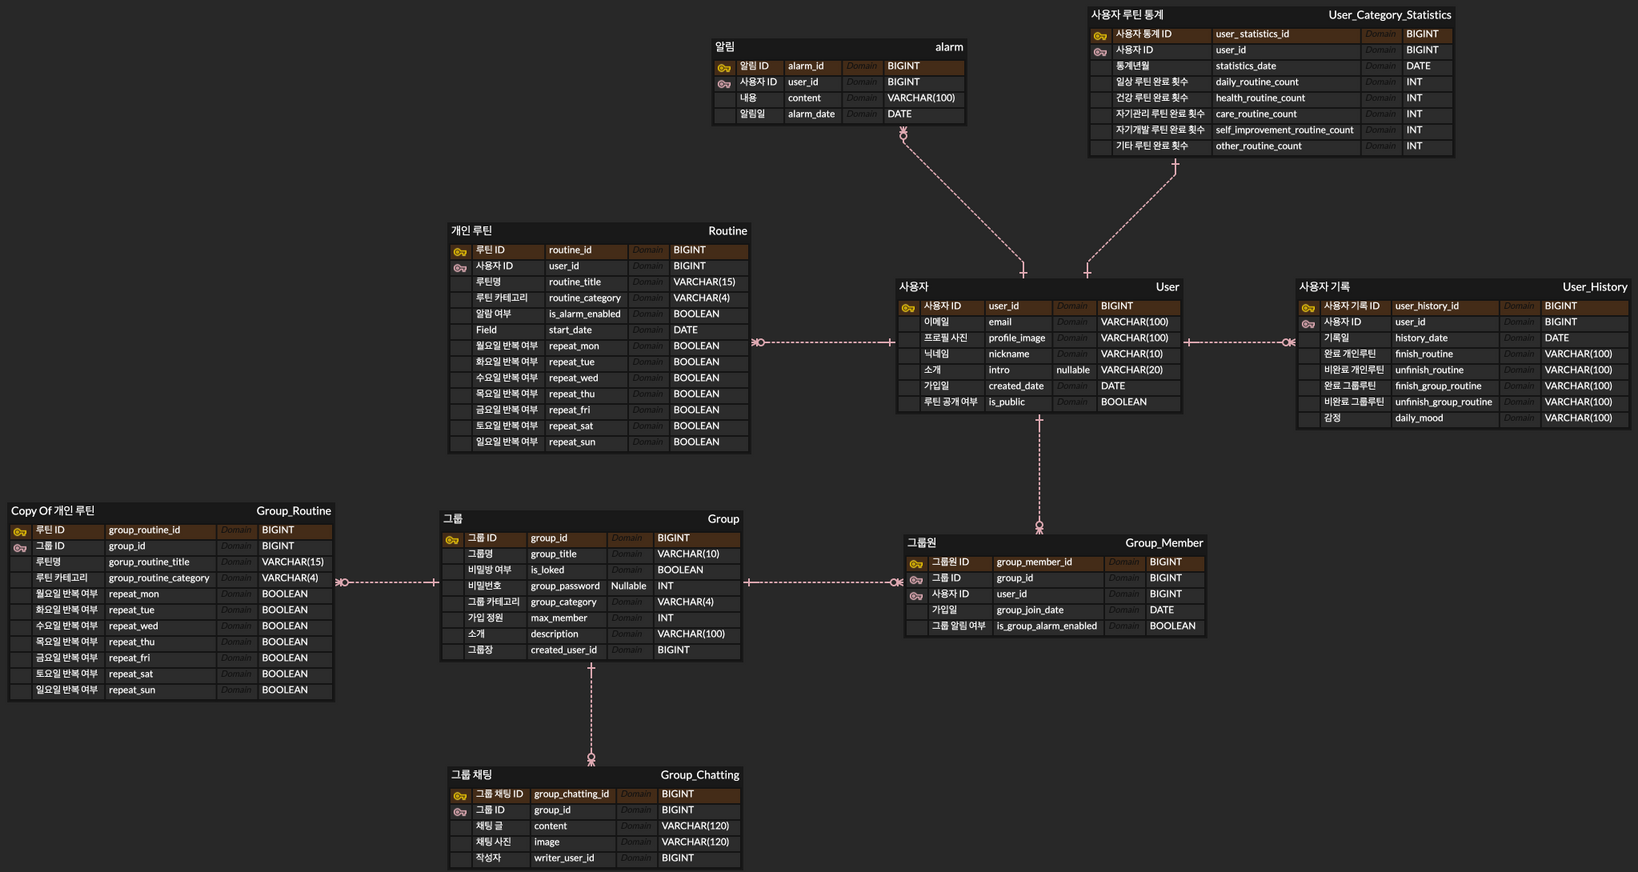 사용자 루틴 통계 User_Category_Statistics
사용자 통계 ID user_statistics_id Domain BIGINT
사용자 ID user_id Domain BIGINT
통계년월 statistics_date Domain DATE
일상 루틴 완료 횟수 daily_routine_count Domain INT
건강 루틴 완료 횟수 health_routine_count Domain INT
자기관리 루틴 완료 횟수 care_routine_count Domain INT
자기개발 루틴 완료 횟수 self_improvement_routine_count Domain INT
기타 루틴 완료 횟수 other_routine_count Domain INT
알림 alarm
알림 ID alarm_id Domain BIGINT
사용자 ID user_id Domain BIGINT
내용 content Domain VARCHAR(100)
알림일 alarm_date Domain DATE
개인 루틴 Routine
루틴 ID routine_id Domain BIGINT
사용자 ID user_id Domain BIGINT
루틴명 routine_title Domain VARCHAR(15)
루틴 카테고리 routine_category Domain VARCHAR(4)
알람 여부 is_alarm_enabled Domain BOOLEAN
Field start_date Domain DATE
월요일 반복 여부 repeat_mon Domain BOOLEAN
화요일 반복 여부 repeat_tue Domain BOOLEAN
수요일 반복 여부 repeat_wed Domain BOOLEAN
목요일 반복 여부 repeat_thu Domain BOOLEAN
금요일 반복 여부 repeat_fri Domain BOOLEAN
토요일 반복 여부 repeat_sat Domain BOOLEAN
일요일 반복 여부 repeat_sun Domain BOOLEAN
사용자 User
사용자 ID user_id Domain BIGINT
이메일 email Domain VARCHAR(100)
프로필 사진 profile_image Domain VARCHAR(100)
닉네임 nickname Domain VARCHAR(10)
소개 intro nullable VARCHAR(20)
가입일 created_date Domain DATE
루틴 공개 여부 is_public Domain BOOLEAN
사용자 기록 User_History
사용자 기록 ID user_history_id Domain BIGINT
사용자 ID user_id Domain BIGINT
기록일 history_date Domain DATE
완료 개인루틴 finish_routine Domain VARCHAR(100)
비완료 개인루틴 unfinish_routine Domain VARCHAR(100)
완료 그룹루틴 finish_group_routine Domain VARCHAR(100)
비완료 그룹루틴 unfinish_group_routine Domain VARCHAR(100)
감정 daily_mood Domain VARCHAR(100)
Copy Of 개인 루틴 Group_Routine
루틴 ID group_routine_id Domain BIGINT
그룹 ID group_id Domain BIGINT
루틴명 gorup_routine_title Domain VARCHAR(15)
루틴 카테고리 group_routine_category Domain VARCHAR(4)
월요일 반복 여부 repeat_mon Domain BOOLEAN
화요일 반복 여부 repeat_tue Domain BOOLEAN
수요일 반복 여부 repeat_wed Domain BOOLEAN
목요일 반복 여부 repeat_thu Domain BOOLEAN
금요일 반복 여부 repeat_fri Domain BOOLEAN
토요일 반복 여부 repeat_sat Domain BOOLEAN
일요일 반복 여부 repeat_sun Domain BOOLEAN
그룹 Group
그룹 ID group_id Domain BIGINT
그룹명 group_title Domain VARCHAR(10)
비밀방 여부 is_loked Domain BOOLEAN
비밀번호 group_password Nullable INT
그룹 카테고리 group_category Domain VARCHAR(4)
가입 정원 max_member Domain INT
소개 description Domain VARCHAR(100)
그룹장 created_user_id Domain BIGINT
그룹원 Group_Member
그룹원 ID group_member_id Domain BIGINT
그룹 ID group_id Domain BIGINT
사용자 ID user_id Domain BIGINT
가입일 group_join_date Domain DATE
그룹 알림 여부 is_group_alarm_enabled Domain BOOLEAN
그룹 채팅 Group_Chatting
그룹 채팅 ID group_chatting_id Domain BIGINT
그룹 ID group_id Domain BIGINT
채팅 글 content Domain VARCHAR(120)
채팅 사진 image Domain VARCHAR(120)
작성자 writer_user_id Domain BIGINT